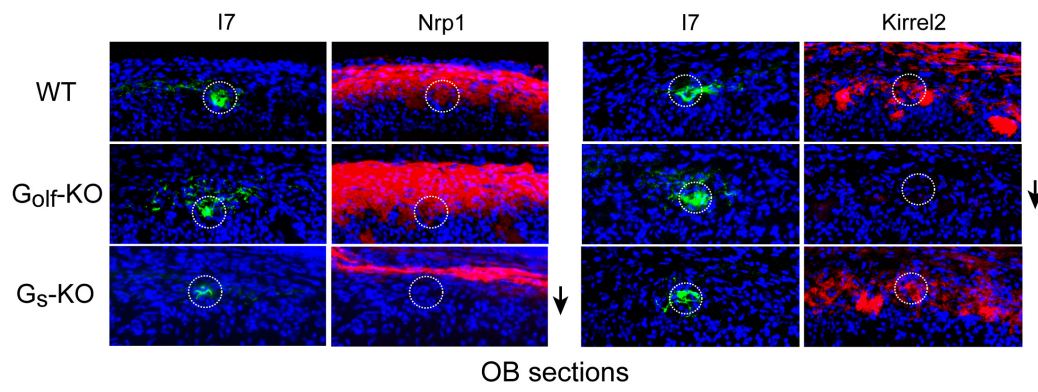 I7 Nrp1 I7 Kirrel2
WT
Golf-KO
Gs-KO
OB sections